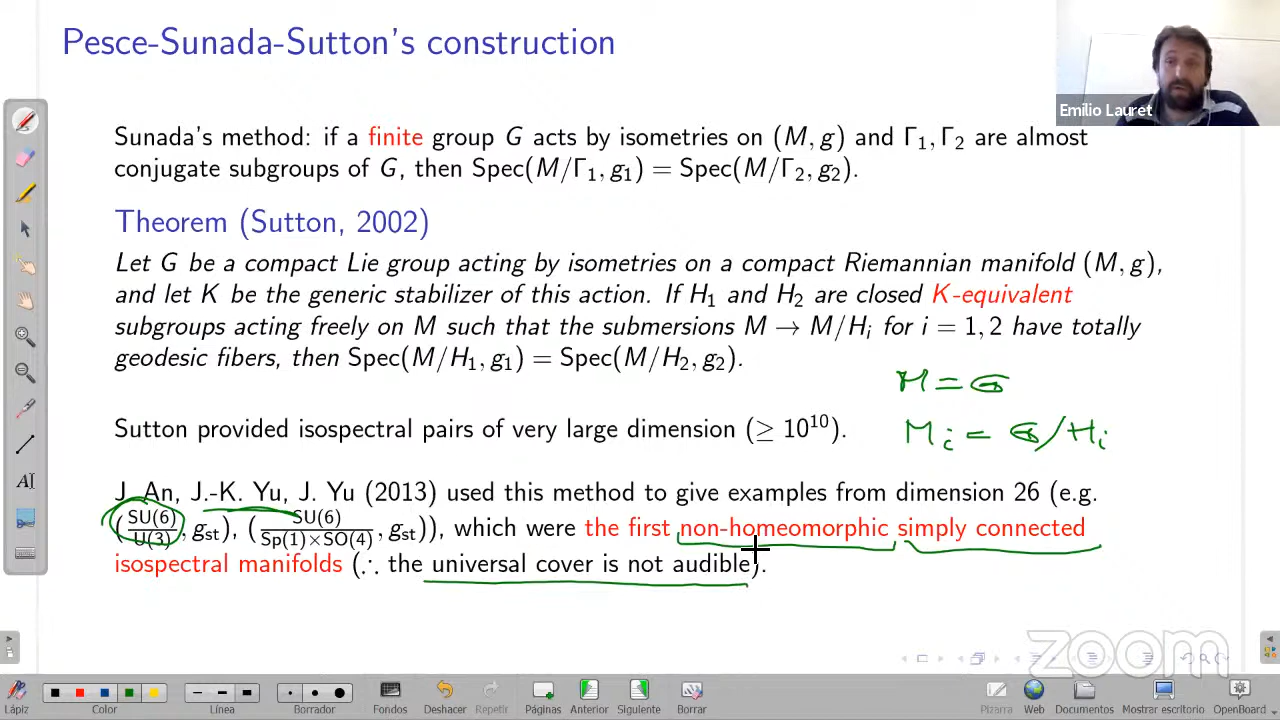 Pesce-Sunada-Sutton's construction
Emilio Lauret
Sunada's method: if a finite group G acts by isometries on (M, g) and Γ₁, Γ₂ are almost
conjugate subgroups of G, then Spec(M/Γ₁, g₁) = Spec(M/Γ₂, g₂).
Theorem (Sutton, 2002)
Let G be a compact Lie group acting by isometries on a compact Riemannian manifold (M, g),
and let K be the generic stabilizer of this action. If H₁ and H₂ are closed K-equivalent
subgroups acting freely on M such that the submersions M → M/Hᵢ for i = 1, 2 have totally
geodesic fibers, then Spec(M/H₁, g₁) = Spec(M/H₂, g₂).
M = G
Sutton provided isospectral pairs of very large dimension (≥ 10¹⁰).
Mᵢ = G/Hᵢ
J. An, J.-K. Yu, J. Yu (2013) used this method to give examples from dimension 26 (e.g.
(SU(6)/U(3), g_st), (SU(6)/Sp(1)×SO(4), g_st)), which were the first non-homeomorphic simply connected
isospectral manifolds (∴ the universal cover is not audible).
zoom
Lápiz
Color
Línea
Borrador
Fondos
Deshacer
Repetir
Páginas
Anterior
Siguiente
Borrar
Pizarra
Web
Documentos
Mostrar escritorio
OpenBoard